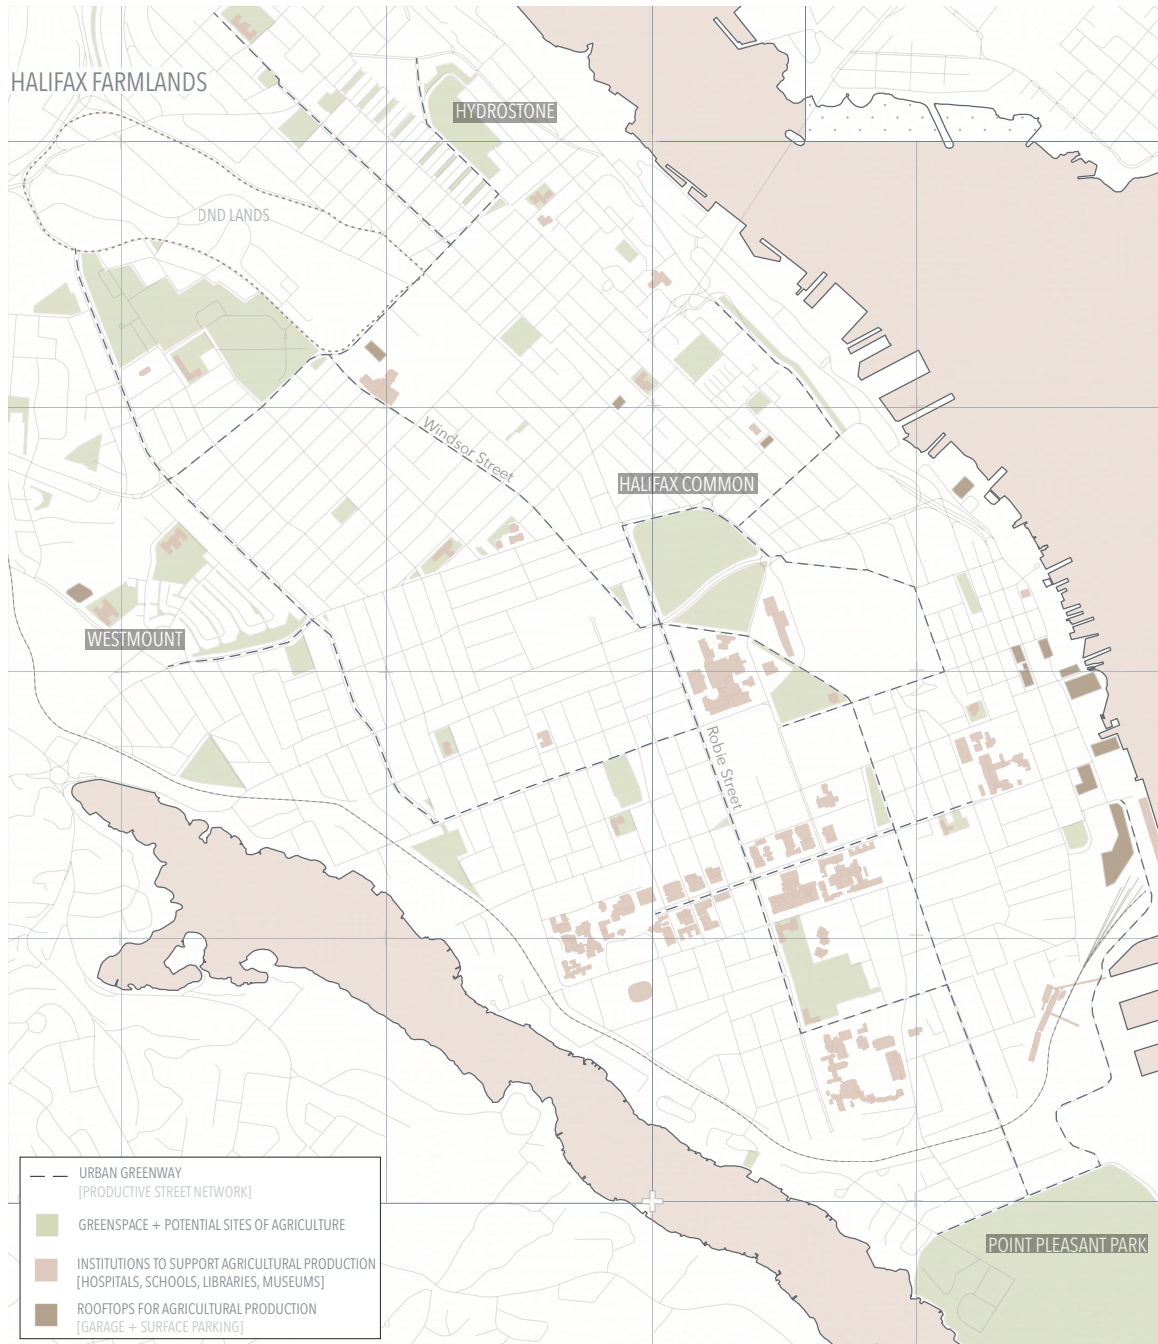 HALIFAX FARMLANDS
HYDROSTONE
DND LANDS
Windsor Street
HALIFAX COMMON
WESTMOUNT
Robie Street
POINT PLEASANT PARK
URBAN GREENWAY
[PRODUCTIVE STREET NETWORK]
GREENSPACE + POTENTIAL SITES OF AGRICULTURE
INSTITUTIONS TO SUPPORT AGRICULTURAL PRODUCTION
[HOSPITALS, SCHOOLS, LIBRARIES, MUSEUMS]
ROOFTOPS FOR AGRICULTURAL PRODUCTION
[GARAGE + SURFACE PARKING]